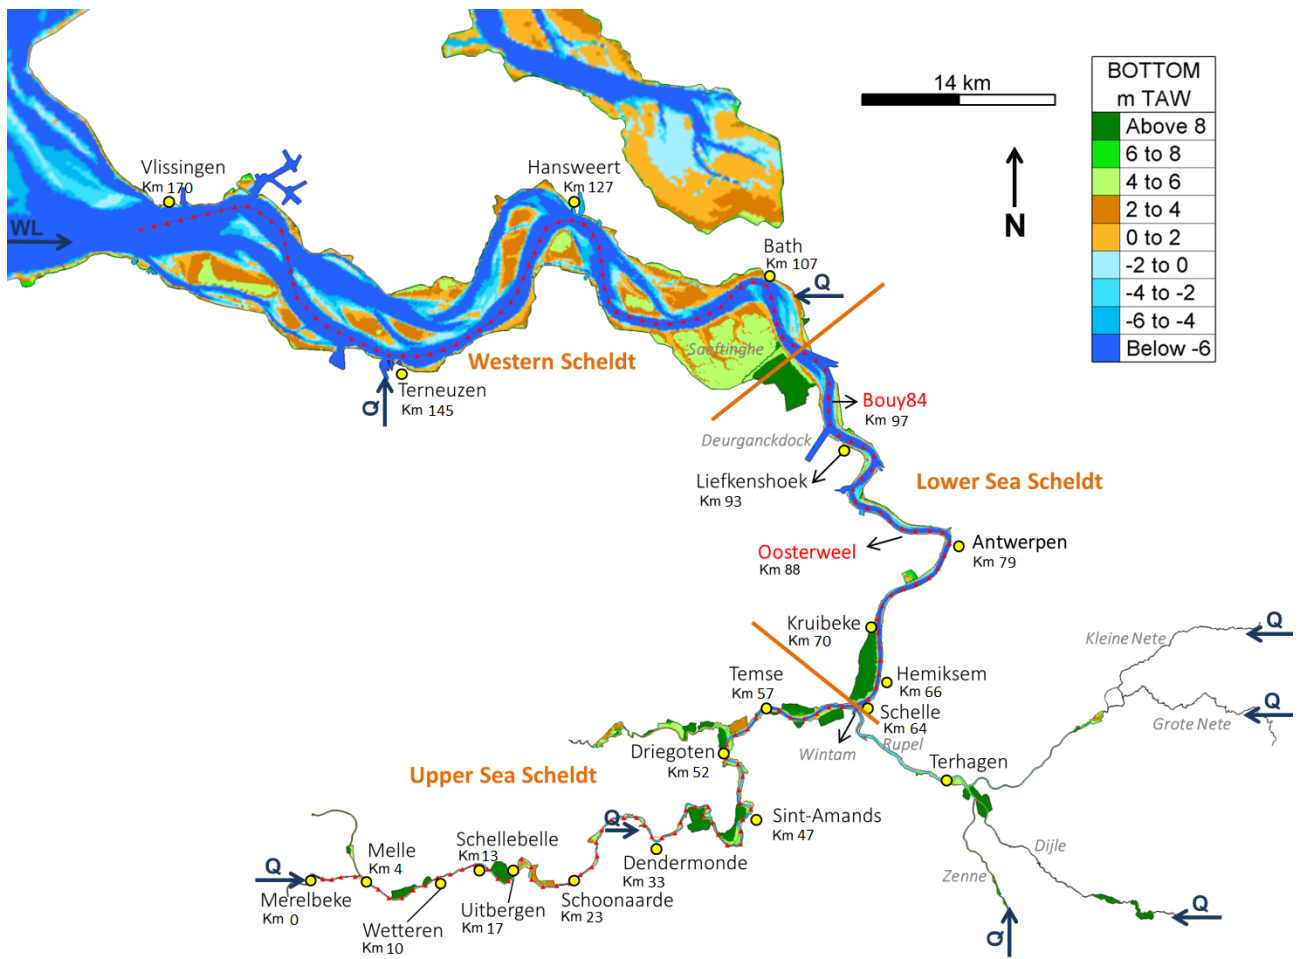 14 km
BOTTOM
m TAW
Above 8
6 to 8
4 to 6
2 to 4
0 to 2
-2 to 0
-4 to -2
-6 to -4
Below -6
N
Vlissingen
Km 170
Hansweert
Km 127
WL
Bath
Km 107
Q
Saeftinghe
Western Scheldt
Terneuzen
Km 145
Q
Bouy84
Km 97
Deurganckdock
Liefkenshoek
Km 93
Lower Sea Scheldt
Oosterweel
Km 88
Antwerpen
Km 79
Kruibeke
Km 70
Kleine Nete
Q
Temse
Km 57
Hemiksem
Km 66
Schelle
Km 64
Grote Nete
Q
Wintam
Rupel
Driegoten
Km 52
Terhagen
Upper Sea Scheldt
Q
Sint-Amands
Km 47
Schellebelle
Km 13
Melle
Km 4
Dendermonde
Km 33
Dijle
Zenne
Q
Merelbeke
Km 0
Uitbergen
Km 17
Schoonaarde
Km 23
Wetteren
Km 10
Q
Q